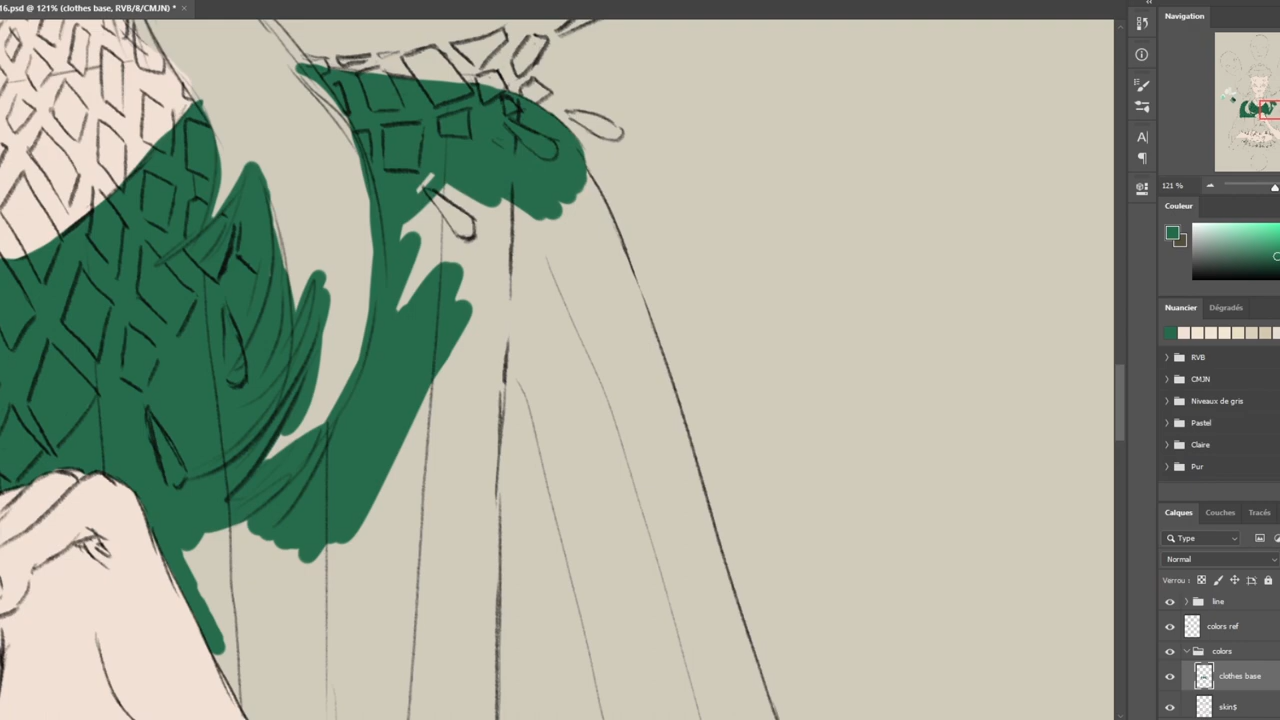 16.psd @ 121% (clothes base, RVB/8/CMJN) * ×
Navigation
121 %
Couleur
Nuancier Dégradés
RVB
CMJN
Niveaux de gris
Pastel
Claire
Pur
Calques Couches Tracés
Type
Normal
Verrou :
line
colors ref
colors
clothes base
skin$